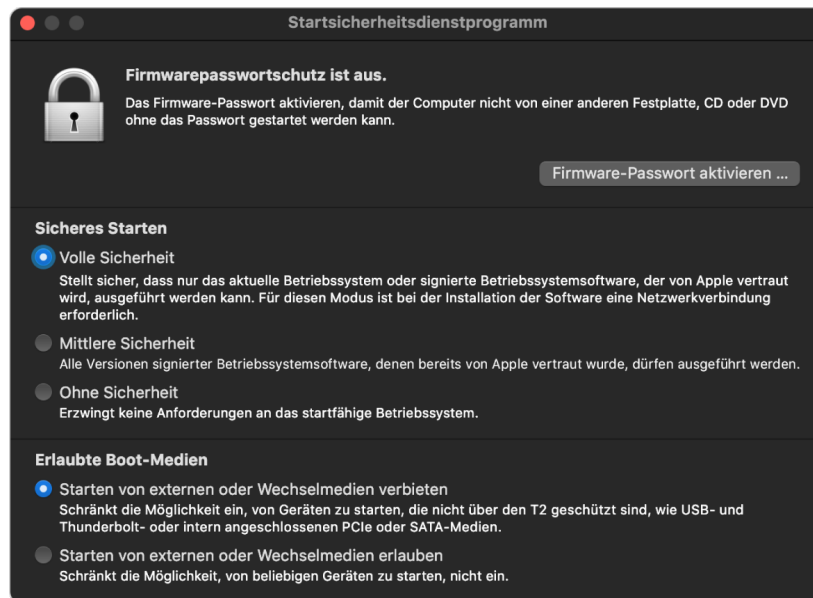 Startsicherheitsdienstprogramm
Firmwarepasswortschutz ist aus.
Das Firmware-Passwort aktivieren, damit der Computer nicht von einer anderen Festplatte, CD oder DVD
ohne das Passwort gestartet werden kann.
Firmware-Passwort aktivieren ...
Sicheres Starten
Volle Sicherheit
Stellt sicher, dass nur das aktuelle Betriebssystem oder signierte Betriebssystemsoftware, der von Apple vertraut
wird, ausgeführt werden kann. Für diesen Modus ist bei der Installation der Software eine Netzwerkverbindung
erforderlich.
Mittlere Sicherheit
Alle Versionen signierter Betriebssystemsoftware, denen bereits von Apple vertraut wurde, dürfen ausgeführt werden.
Ohne Sicherheit
Erzwingt keine Anforderungen an das startfähige Betriebssystem.
Erlaubte Boot-Medien
Starten von externen oder Wechselmedien verbieten
Schränkt die Möglichkeit ein, von Geräten zu starten, die nicht über den T2 geschützt sind, wie USB- und
Thunderbolt- oder intern angeschlossenen PCIe oder SATA-Medien.
Starten von externen oder Wechselmedien erlauben
Schränkt die Möglichkeit, von beliebigen Geräten zu starten, nicht ein.